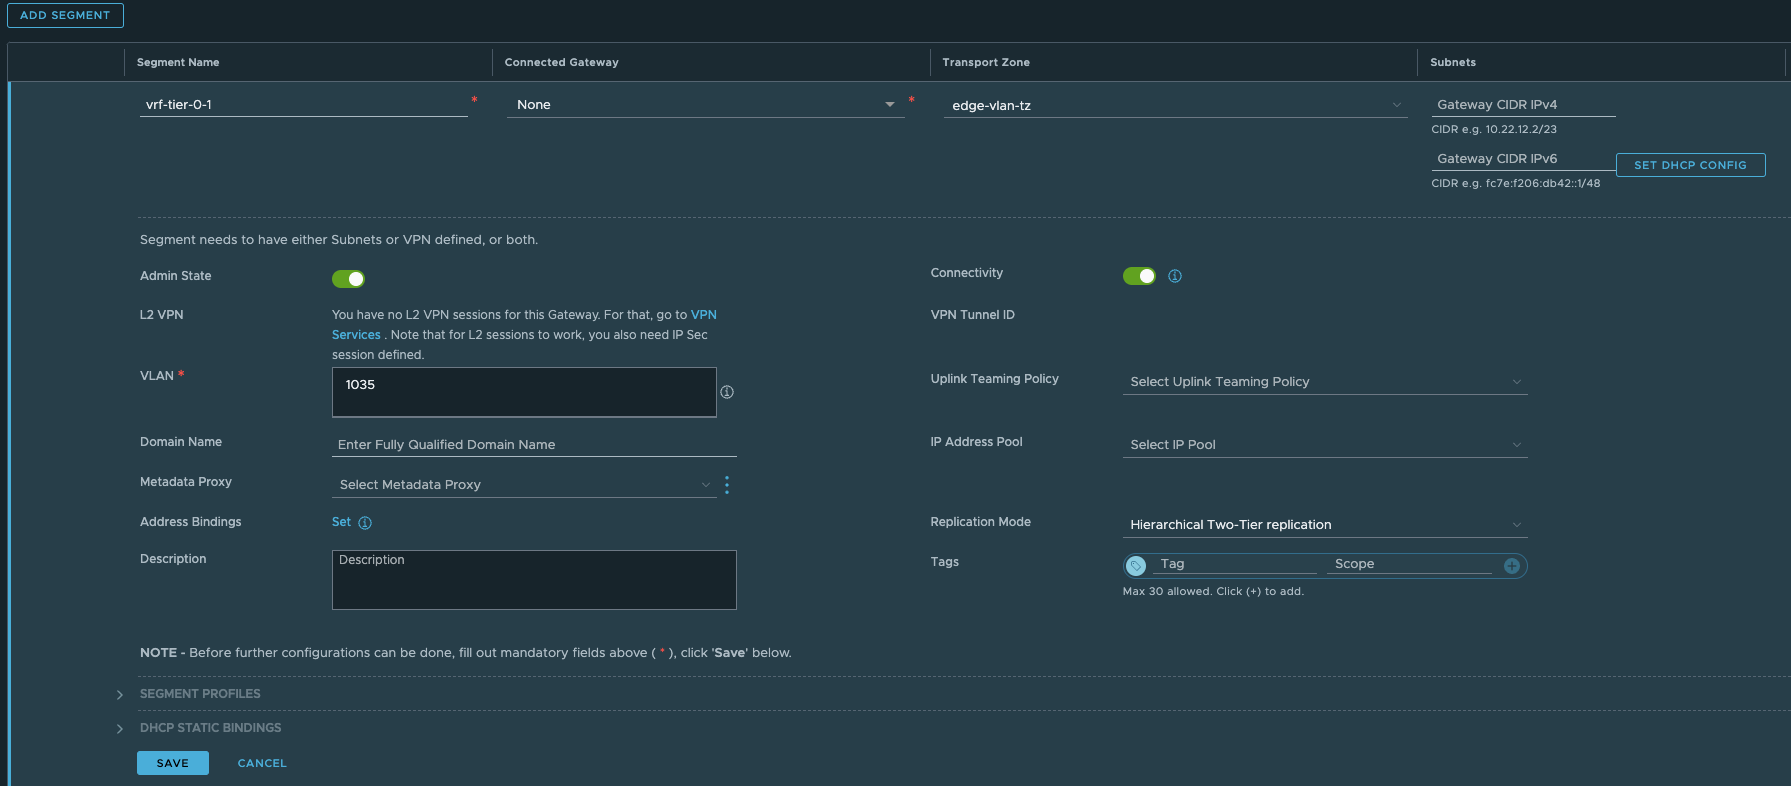 ADD SEGMENT
Segment Name
Connected Gateway
Transport Zone
Subnets
vrf-tier-0-1 *
None *
edge-vlan-tz
Gateway CIDR IPv4
CIDR e.g. 10.22.12.2/23
Gateway CIDR IPv6
SET DHCP CONFIG
CIDR e.g. fc7e:f206:db42::1/48
Segment needs to have either Subnets or VPN defined, or both.
Admin State
Connectivity
L2 VPN
You have no L2 VPN sessions for this Gateway. For that, go to VPN
Services . Note that for L2 sessions to work, you also need IP Sec
session defined.
VPN Tunnel ID
VLAN *
1035
Uplink Teaming Policy
Select Uplink Teaming Policy
Domain Name
Enter Fully Qualified Domain Name
IP Address Pool
Select IP Pool
Metadata Proxy
Select Metadata Proxy
Address Bindings
Set
Replication Mode
Hierarchical Two-Tier replication
Description
Description
Tags
Tag
Scope
Max 30 allowed. Click (+) to add.
NOTE - Before further configurations can be done, fill out mandatory fields above ( * ), click 'Save' below.
SEGMENT PROFILES
DHCP STATIC BINDINGS
SAVE
CANCEL